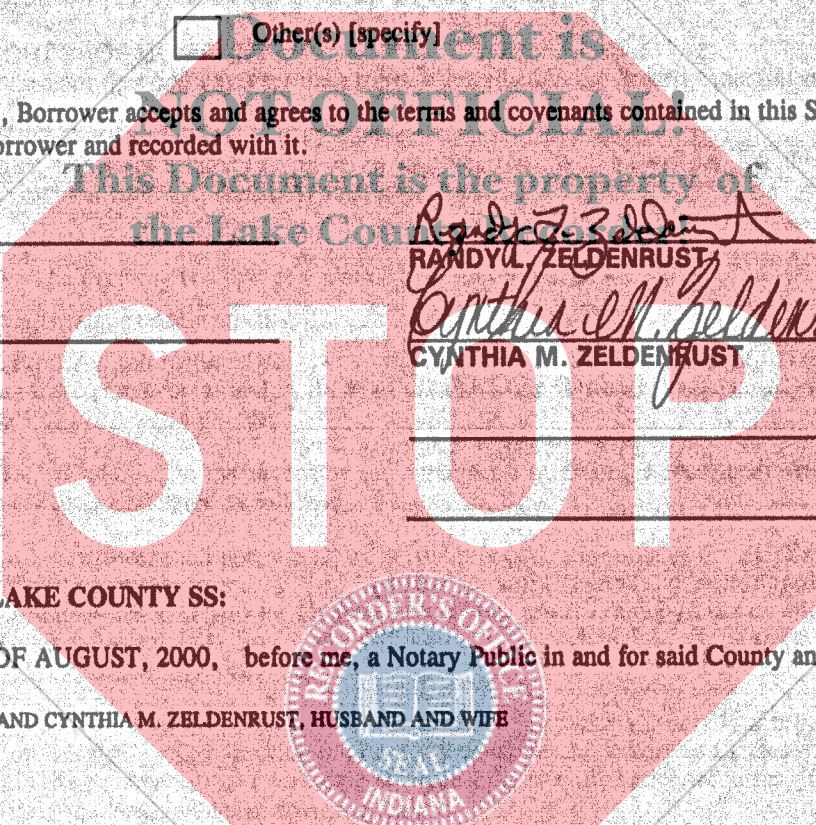 Other(s) [specify]
Document is
NOT OFFICIAL!
, Borrower accepts and agrees to the terms and covenants contained in this S
orrower and recorded with it.
This Document is the property of
the Lake County Recorder!
RANDY L. ZELDENRUST
Cynthia M. Zelden
CYNTHIA M. ZELDENRUST
STOP
LAKE COUNTY SS:
OF AUGUST, 2000, before me, a Notary Public in and for said County an
AND CYNTHIA M. ZELDENRUST, HUSBAND AND WIFE
RECORDER'S OFFICE
SEAL
INDIANA